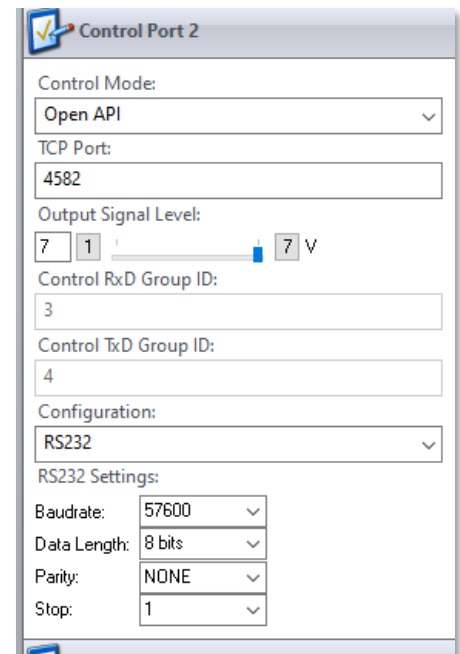 Control Port 2
Control Mode:
Open API
TCP Port:
4582
Output Signal Level:
7 1 7 V
Control RxD Group ID:
3
Control TxD Group ID:
4
Configuration:
RS232
RS232 Settings:
Baudrate: 57600
Data Length: 8 bits
Parity: NONE
Stop: 1